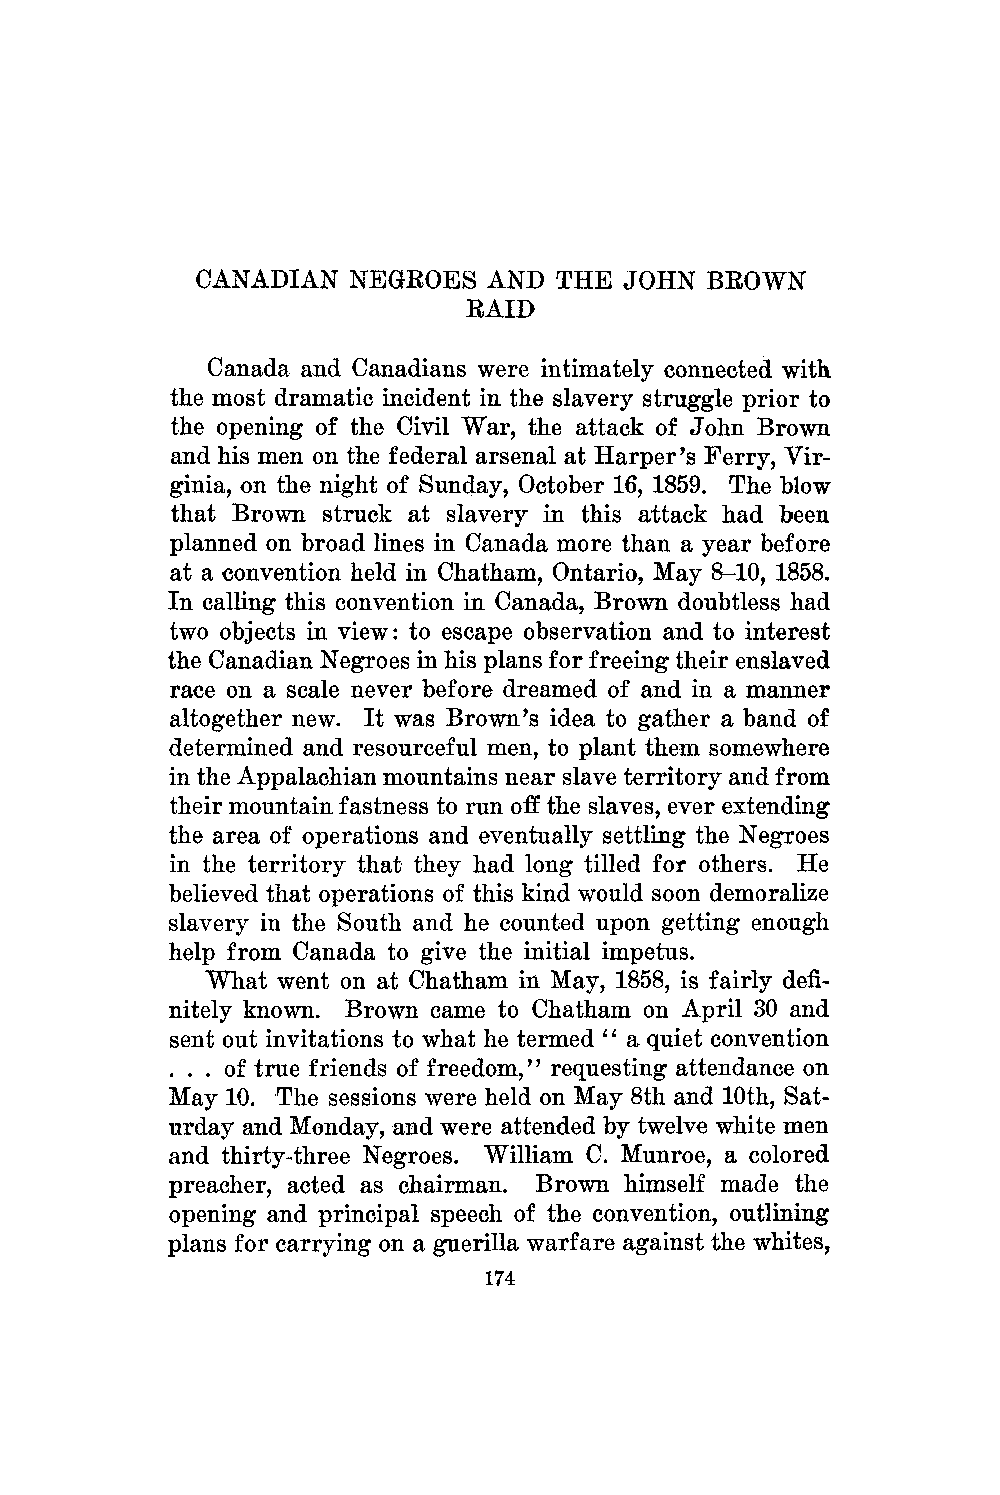 CANADIAN NEGROES AND THE JOHN BROWN
RAID
Canada and Canadians were intimately connected with
the most dramatic incident in the slavery struggle prior to
the opening of the Civil War, the attack of John Brown
and his men on the federal arsenal at Harper's Ferry, Vir-
ginia, on the night of Sunday, October 16, 1859. The blow
that Brown struck at slavery in this attack had been
planned on broad lines in Canada more than a year before
at a convention held in Chatham, Ontario, May 8–10, 1858.
In calling this convention in Canada, Brown doubtless had
two objects in view: to escape observation and to interest
the Canadian Negroes in his plans for freeing their enslaved
race on a scale never before dreamed of and in a manner
altogether new. It was Brown's idea to gather a band of
determined and resourceful men, to plant them somewhere
in the Appalachian mountains near slave territory and from
their mountain fastness to run off the slaves, ever extending
the area of operations and eventually settling the Negroes
in the territory that they had long tilled for others. He
believed that operations of this kind would soon demoralize
slavery in the South and he counted upon getting enough
help from Canada to give the initial impetus.
What went on at Chatham in May, 1858, is fairly defi-
nitely known. Brown came to Chatham on April 30 and
sent out invitations to what he termed “ a quiet convention
. . . of true friends of freedom,” requesting attendance on
May 10. The sessions were held on May 8th and 10th, Sat-
urday and Monday, and were attended by twelve white men
and thirty-three Negroes. William C. Munroe, a colored
preacher, acted as chairman. Brown himself made the
opening and principal speech of the convention, outlining
plans for carrying on a guerilla warfare against the whites,
174